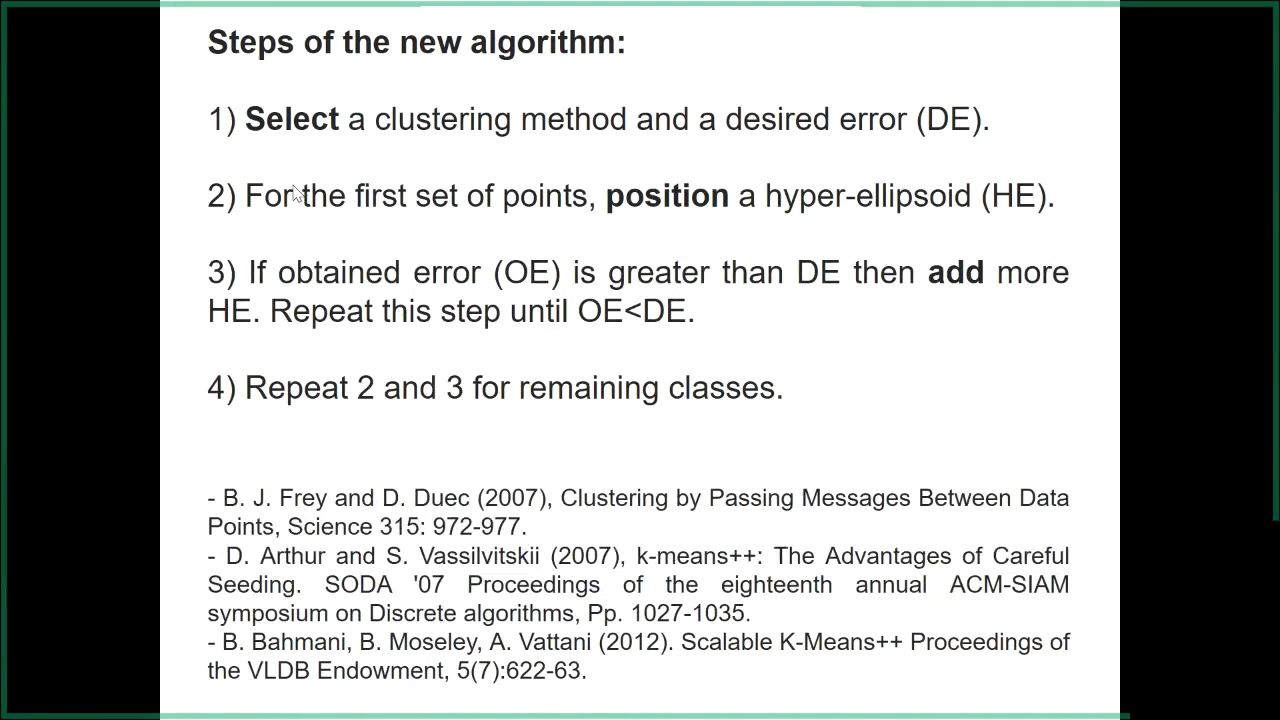 Steps of the new algorithm:
1) Select a clustering method and a desired error (DE).
2) For the first set of points, position a hyper-ellipsoid (HE).
3) If obtained error (OE) is greater than DE then add more
HE. Repeat this step until OE<DE.
4) Repeat 2 and 3 for remaining classes.
- B. J. Frey and D. Duec (2007), Clustering by Passing Messages Between Data
Points, Science 315: 972-977.
- D. Arthur and S. Vassilvitskii (2007), k-means++: The Advantages of Careful
Seeding. SODA '07 Proceedings of the eighteenth annual ACM-SIAM
symposium on Discrete algorithms, Pp. 1027-1035.
- B. Bahmani, B. Moseley, A. Vattani (2012). Scalable K-Means++ Proceedings of
the VLDB Endowment, 5(7):622-63.